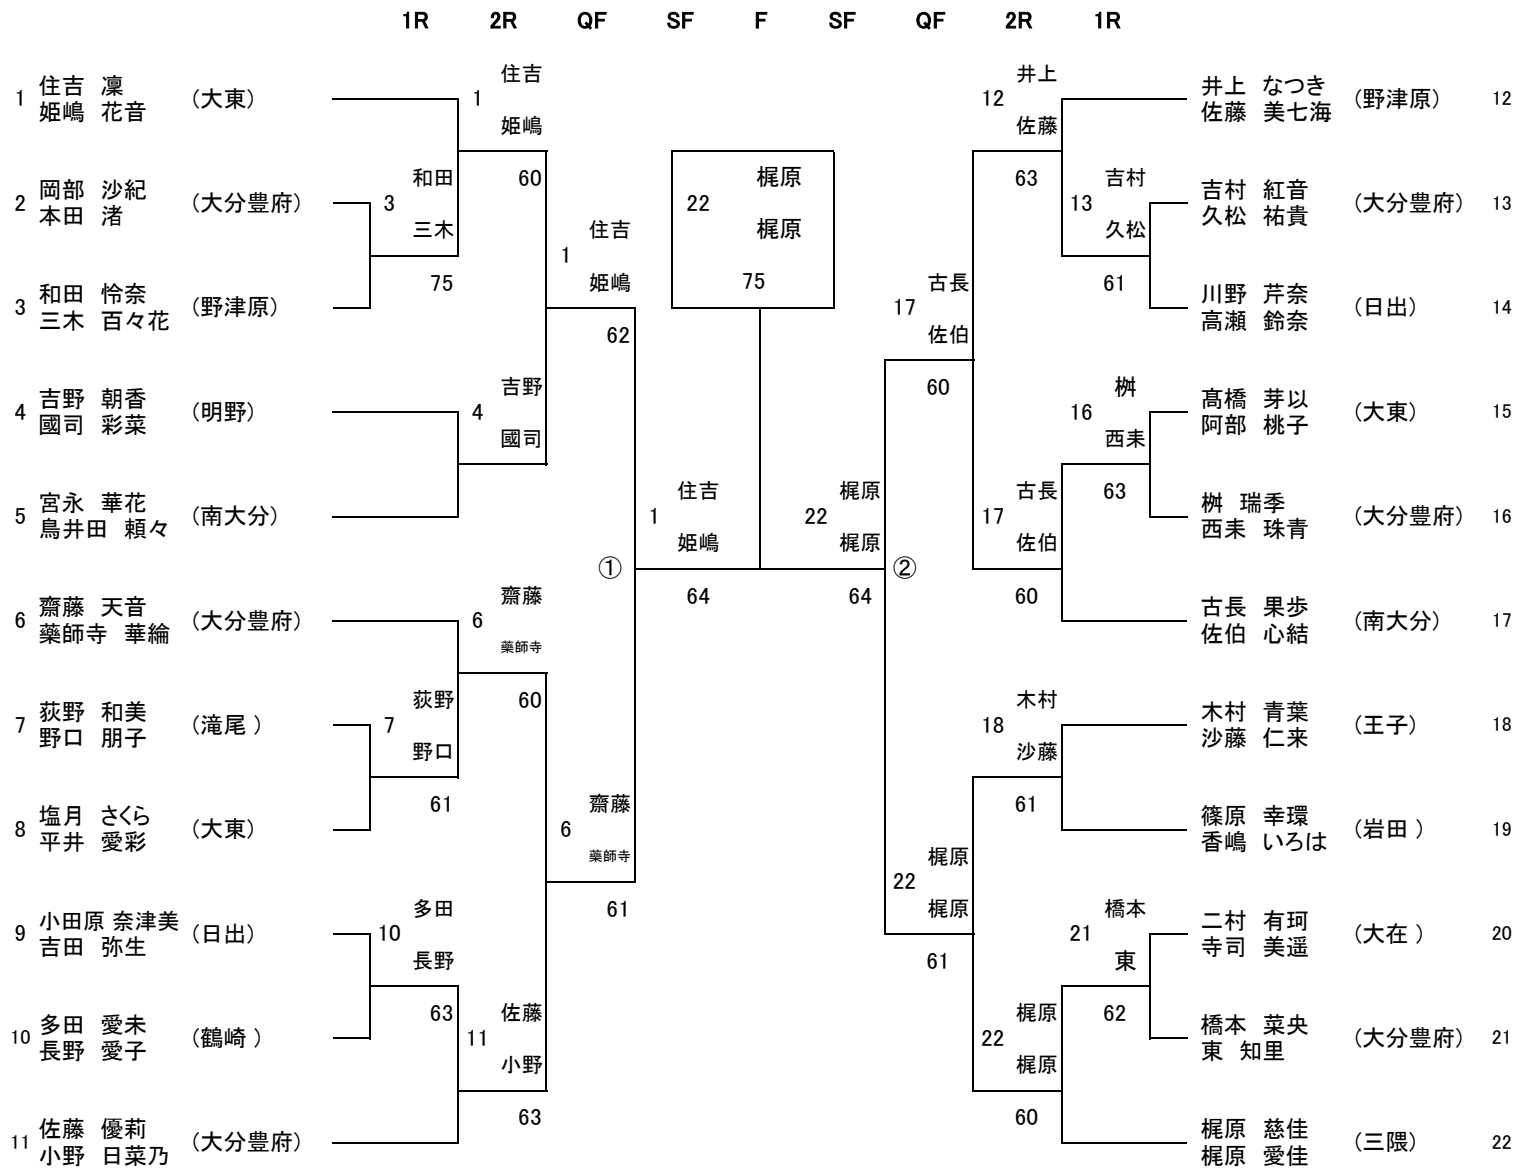 1R 2R QF SF F SF QF 2R 1R
1 住吉 凜 姫嶋 花音 （大東）
2 岡部 沙紀 本田 渚 （大分豊府）
3 和田 怜奈 三木 百々花 （野津原）
4 吉野 朝香 國司 彩菜 （明野）
5 宮永 華花 鳥井田 頼々 （南大分）
6 齋藤 天音 藥師寺 華綸 （大分豊府）
7 荻野 和美 野口 朋子 （滝尾 ）
8 塩月 さくら 平井 愛彩 （大東）
9 小田原 奈津美 吉田 弥生 （日出）
10 多田 愛未 長野 愛子 （鶴崎 ）
11 佐藤 優莉 小野 日菜乃 （大分豊府）
3 和田 三木 75
7 荻野 野口 61
10 多田 長野 63
1 住吉 姫嶋 60
4 吉野 國司
6 齋藤 藥師寺 60
11 佐藤 小野 63
1 住吉 姫嶋 62
6 齋藤 藥師寺 61
①
1 住吉 姫嶋 64
22 梶原 梶原 75
22 梶原 梶原 64
②
17 古長 佐伯 60
22 梶原 梶原 61
12 井上 佐藤 63
17 古長 佐伯 60
18 木村 沙藤 61
22 梶原 梶原 60
13 吉村 久松 61
16 桝 西耒 63
21 橋本 東 62
井上 なつき 佐藤 美七海 （野津原） 12
吉村 紅音 久松 祐貴 （大分豊府） 13
川野 芹奈 高瀬 鈴奈 （日出） 14
髙橋 芽以 阿部 桃子 （大東） 15
桝 瑞季 西耒 珠青 （大分豊府） 16
古長 果歩 佐伯 心結 （南大分） 17
木村 青葉 沙藤 仁来 （王子） 18
篠原 幸環 香嶋 いろは （岩田 ） 19
二村 有珂 寺司 美遥 （大在 ） 20
橋本 菜央 東 知里 （大分豊府） 21
梶原 慈佳 梶原 愛佳 （三隈） 22